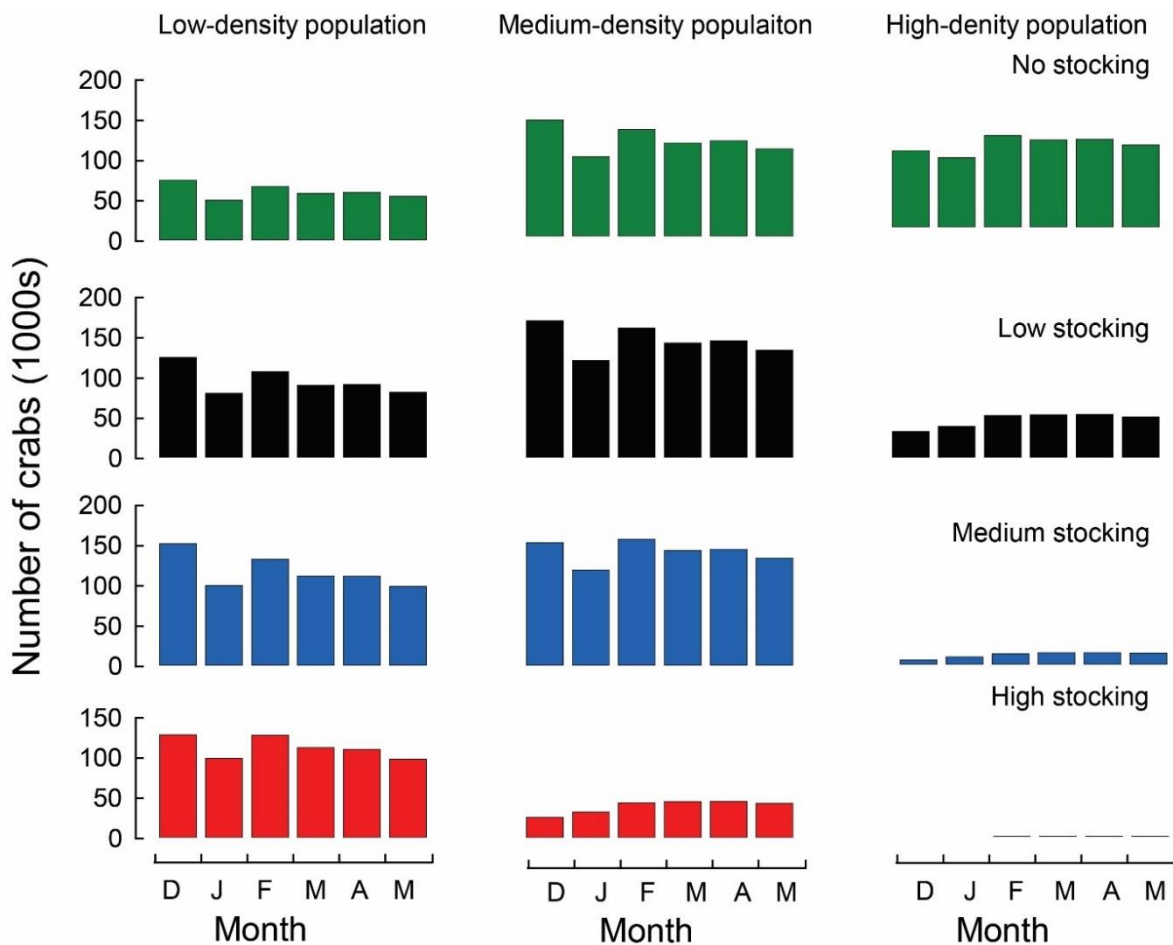 Low-density population Medium-density populaiton High-denity population
No stocking
200
150
100
50
0
Low stocking
200
150
100
50
0
Medium stocking
200
150
100
50
0
High stocking
150
100
50
0
Number of crabs (1000s)
D J F M A M D J F M A M D J F M A M
Month Month Month